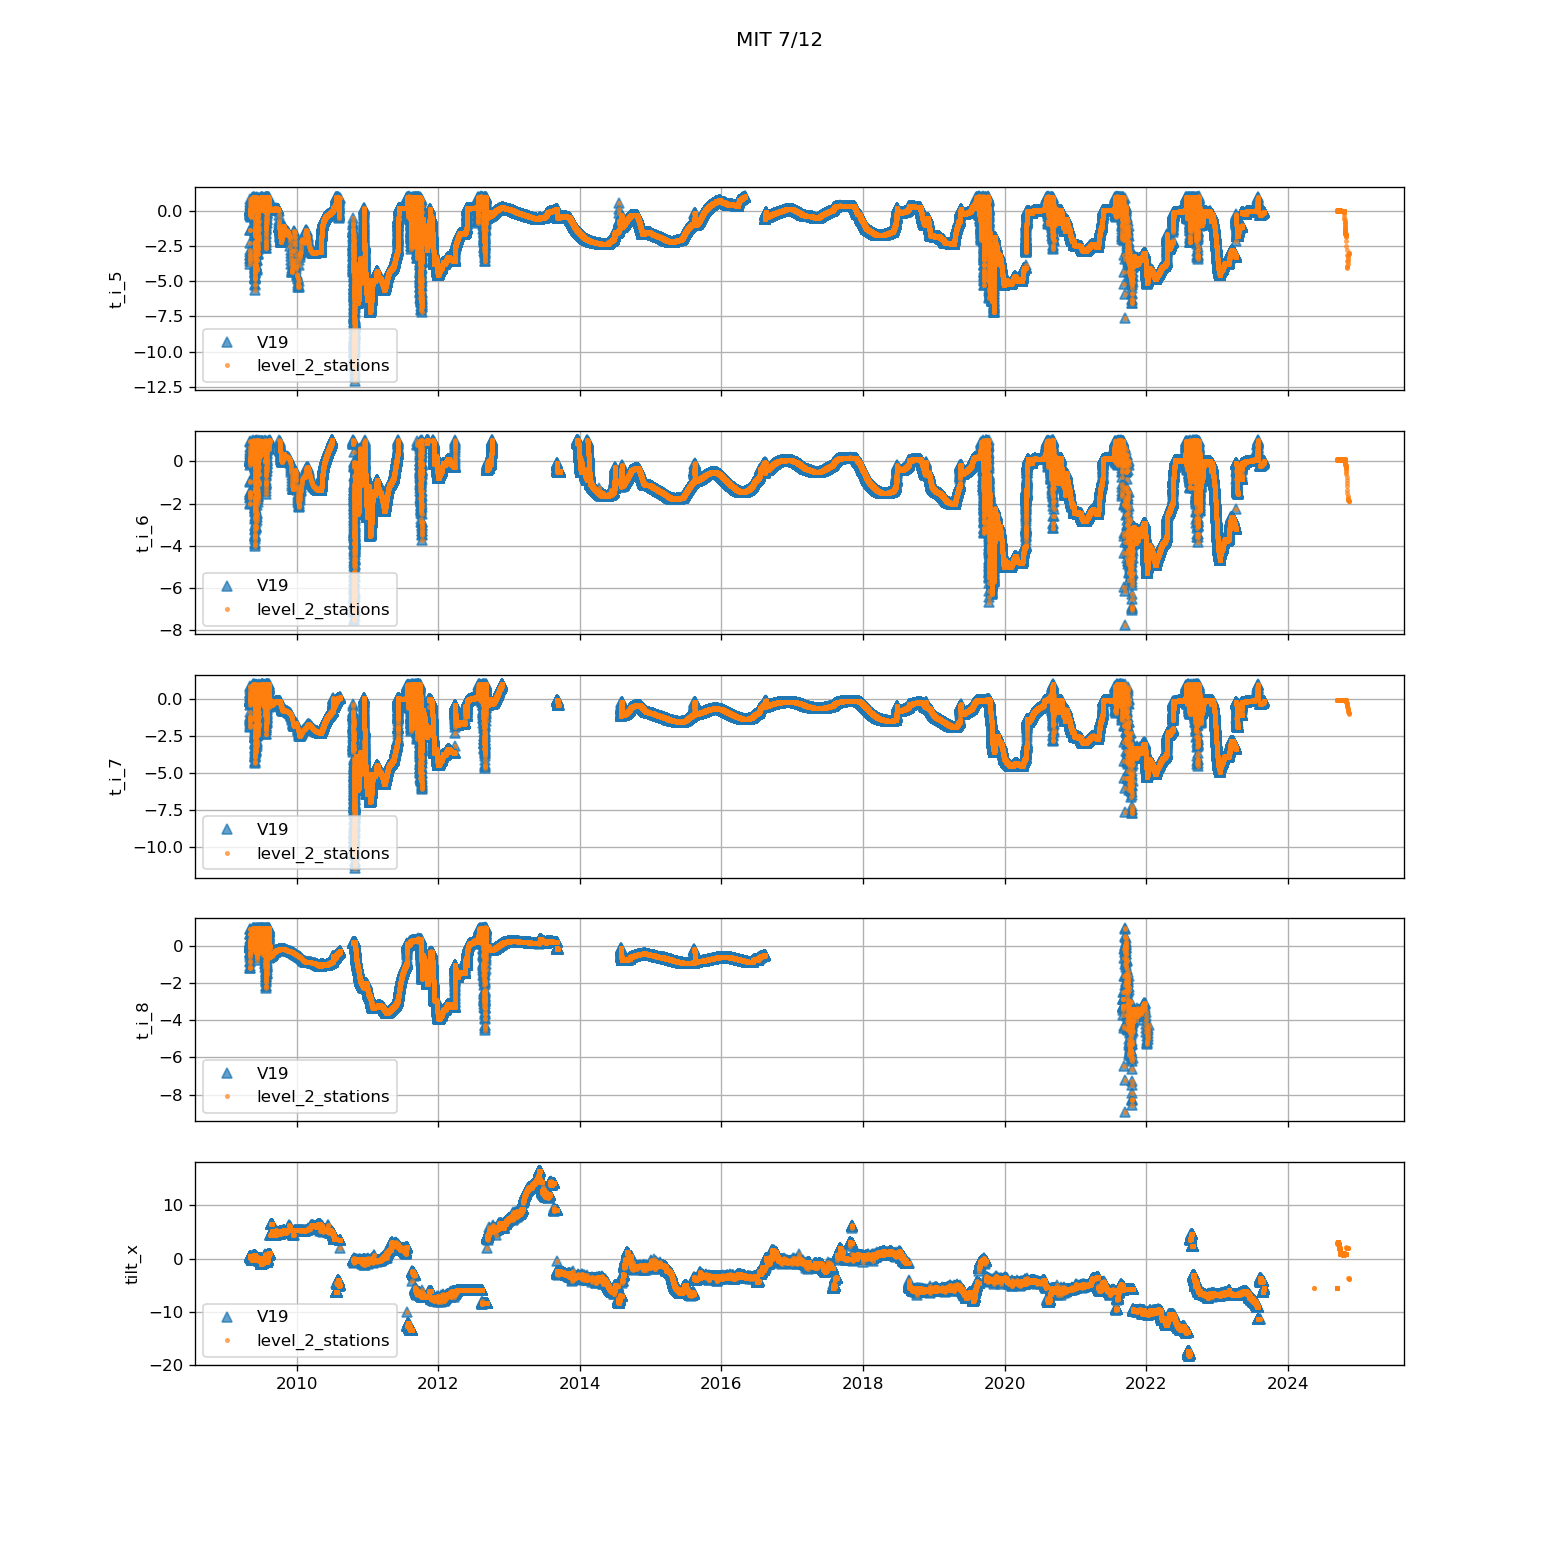 MIT 7/12
0.0
−2.5
−5.0
−7.5
−10.0
−12.5
t_i_5
V19
level_2_stations
0
−2
−4
−6
−8
t_i_6
V19
level_2_stations
0.0
−2.5
−5.0
−7.5
−10.0
t_i_7
V19
level_2_stations
0
−2
−4
−6
−8
t_i_8
V19
level_2_stations
10
0
−10
−20
tilt_x
V19
level_2_stations
2010 2012 2014 2016 2018 2020 2022 2024